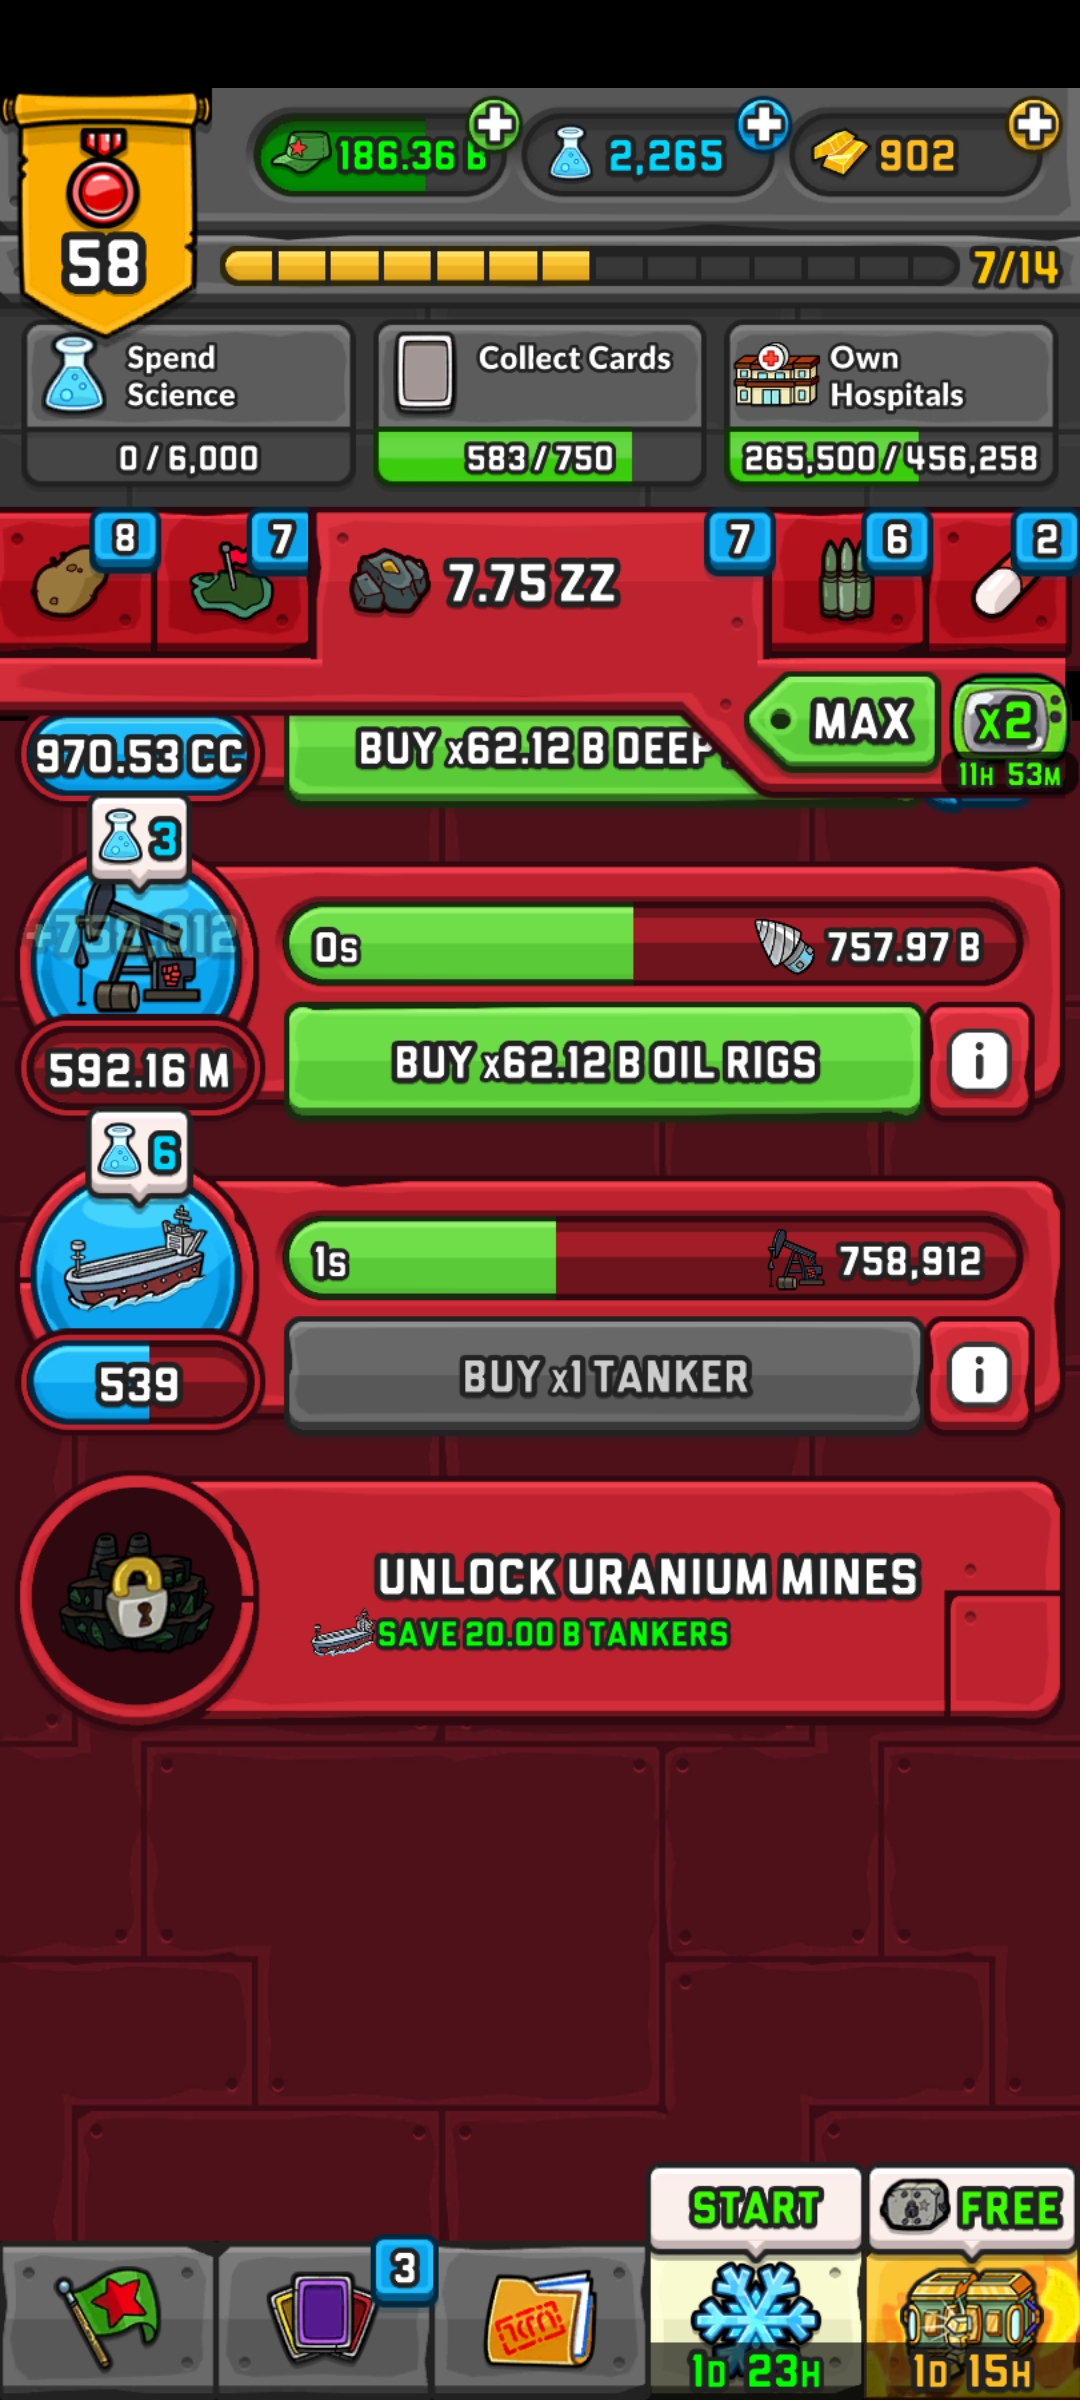 186.36 B
2,265
902
58
7/14
Spend
Science
0 / 6,000
Collect Cards
583 / 750
Own
Hospitals
265,500 / 456,258
8
7
7.75 ZZ
7
6
2
MAX
x2
11H 53M
970.53 CC
BUY x62.12 B DEEP
3
+758,912
0s
757.97 B
592.16 M
BUY x62.12 B OIL RIGS
i
6
1s
758,912
539
BUY x1 TANKER
i
UNLOCK URANIUM MINES
SAVE 20.00 B TANKERS
START
FREE
3
1D 23H
1D 15H